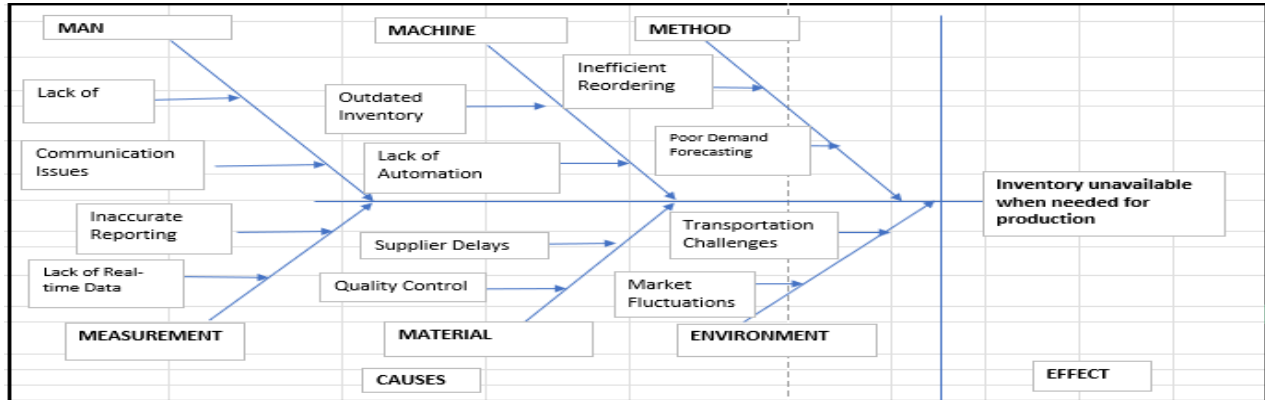 MAN
MACHINE
METHOD
Lack of
Communication
Issues
Outdated
Inventory
Lack of
Automation
Inefficient
Reordering
Poor Demand
Forecasting
Inventory unavailable
when needed for
production
Inaccurate
Reporting
Lack of Real-
time Data
Supplier Delays
Quality Control
Transportation
Challenges
Market
Fluctuations
MEASUREMENT
MATERIAL
ENVIRONMENT
CAUSES
EFFECT